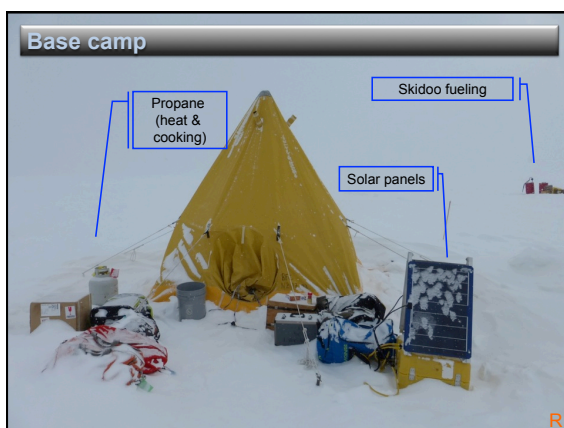 Base camp
Propane
(heat &
cooking)
Skidoo fueling
Solar panels
R